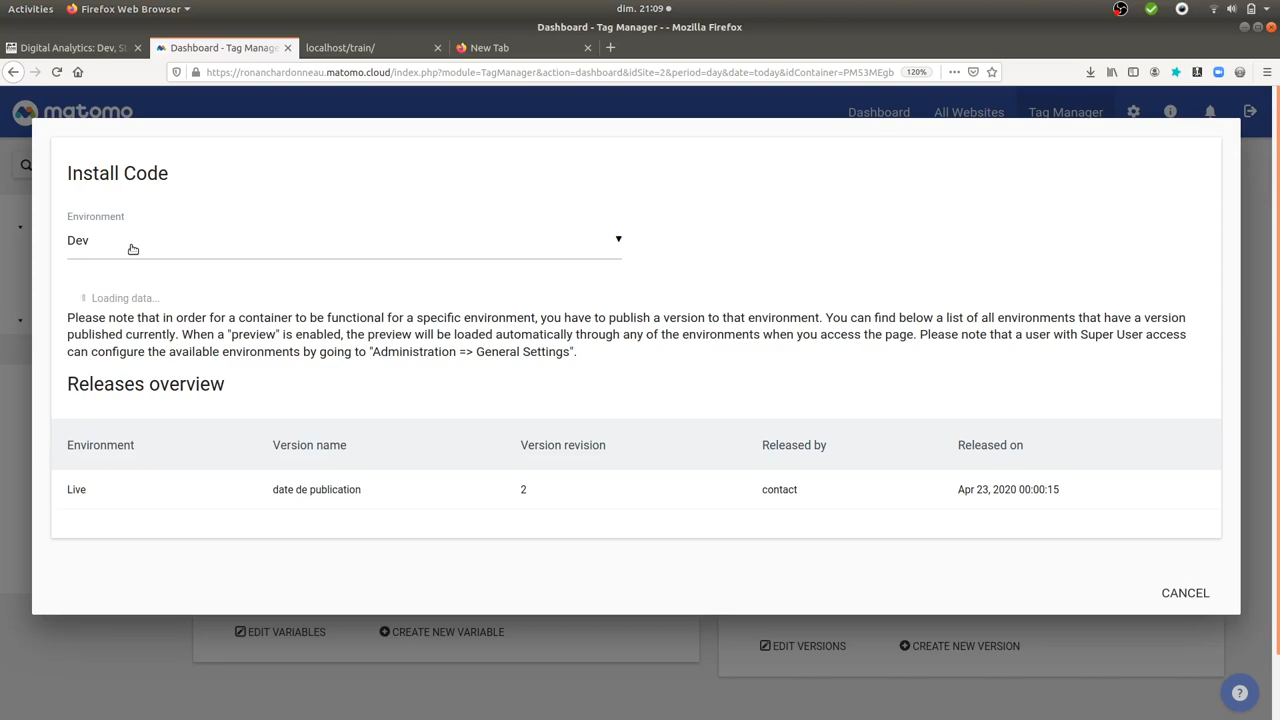 Activities
Firefox Web Browser
dim. 21:09
Dashboard - Tag Manager - - Mozilla Firefox
Digital Analytics: Dev, St
Dashboard - Tag Manage
localhost/train/
New Tab
https://ronanchardonneau.matomo.cloud/index.php?module=TagManager&action=dashboard&idSite=2&period=day&date=today&idContainer=PM53MEgb
120%
matomo
Dashboard
All Websites
Tag Manager
Install Code
Environment
Dev
Loading data...
Please note that in order for a container to be functional for a specific environment, you have to publish a version to that environment. You can find below a list of all environments that have a version
published currently. When a "preview" is enabled, the preview will be loaded automatically through any of the environments when you access the page. Please note that a user with Super User access
can configure the available environments by going to "Administration => General Settings".
Releases overview
Environment Version name Version revision Released by Released on
Live date de publication 2 contact Apr 23, 2020 00:00:15
CANCEL
EDIT VARIABLES CREATE NEW VARIABLE
EDIT VERSIONS CREATE NEW VERSION